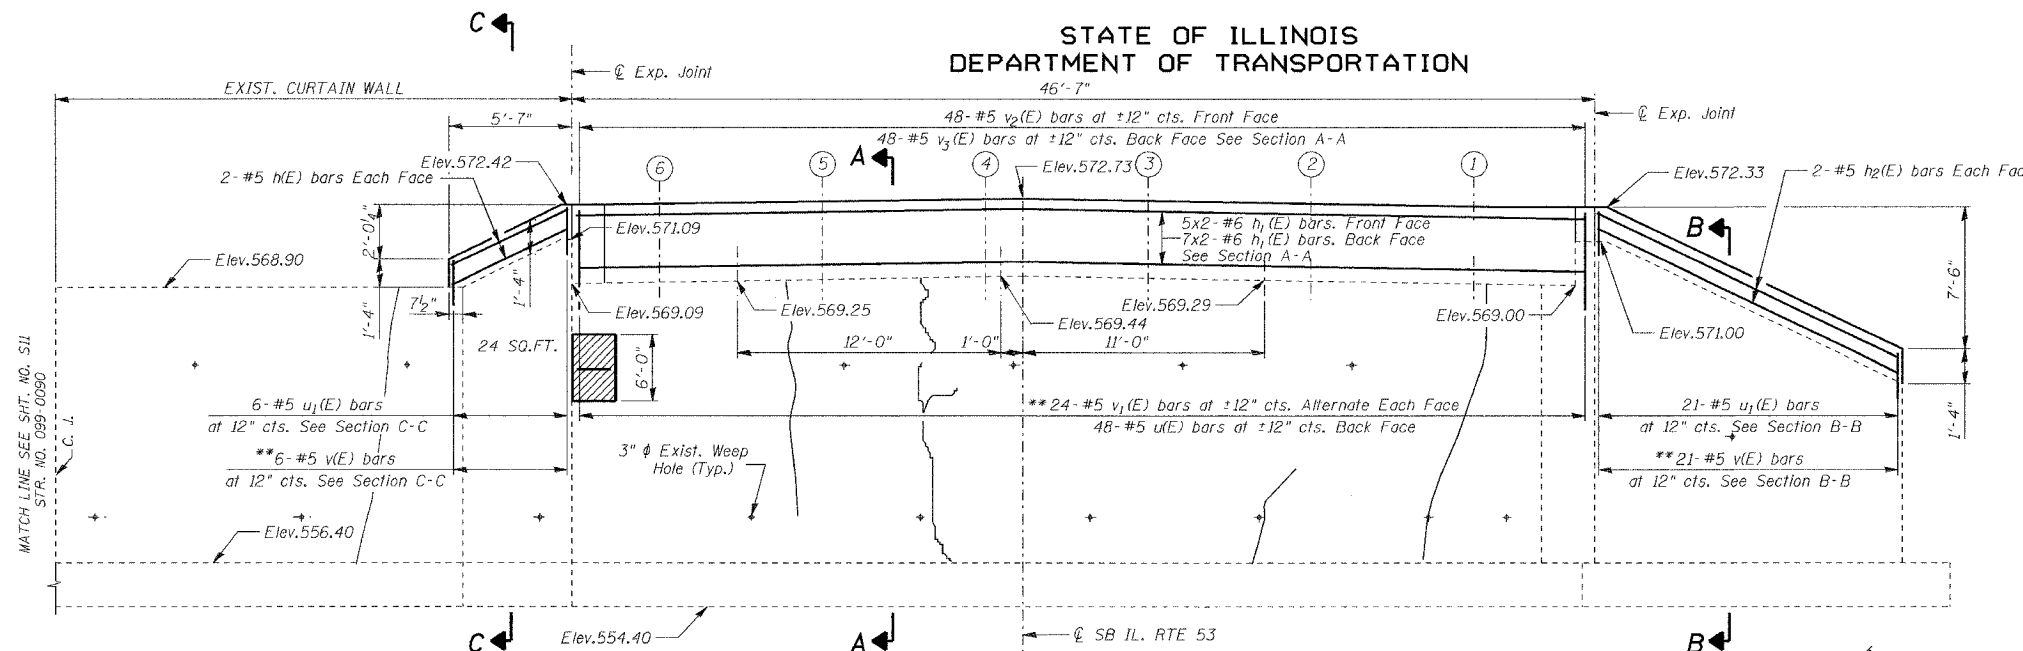 STATE OF ILLINOIS
DEPARTMENT OF TRANSPORTATION
C
C
A
A
B
B
℄ Exp. Joint
EXIST. CURTAIN WALL
46'-7"
℄ Exp. Joint
5'-7"
48-#5 v2(E) bars at ±12" cts. Front Face
48-#5 v3(E) bars at ±12" cts. Back Face See Section A-A
Elev.572.42
2-#5 h(E) bars Each Face
6
5
4
Elev.572.73
3
2
1
Elev.572.33
2-#5 h2(E) bars Each Fac
2'-0¼"
Elev.571.09
5x2-#6 h1(E) bars. Front Face
7x2-#6 h1(E) bars. Back Face
See Section A-A
Elev.568.90
1'-4"
7½"
1'-4"
Elev.569.09
Elev.569.25
Elev.569.44
Elev.569.29
Elev.569.00
Elev.571.00
7'-6"
1'-4"
24 SQ.FT.
6'-0"
12'-0"
1'-0"
11'-0"
6-#5 u1(E) bars
at 12" cts. See Section C-C
**6-#5 v(E) bars
at 12" cts. See Section C-C
**24-#5 v1(E) bars at ±12" cts. Alternate Each Face
48-#5 u(E) bars at ±12" cts. Back Face
21-#5 u1(E) bars
at 12" cts. See Section B-B
**21-#5 v(E) bars
at 12" cts. See Section B-B
3" φ Exist. Weep
Hole (Typ.)
MATCH LINE SEE SHT. NO. S11
STR. NO. 099-0090
C. J.
Elev.556.40
Elev.554.40
℄ SB IL. RTE 53